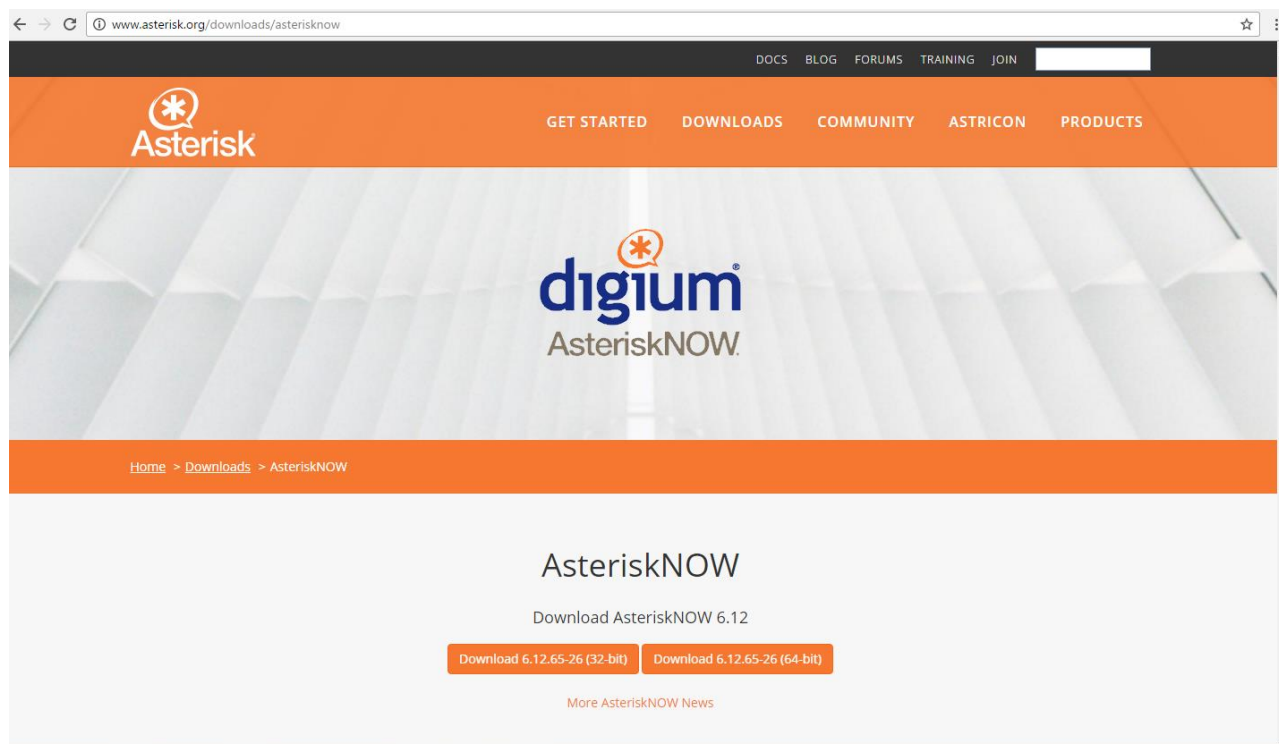 www.asterisk.org/downloads/asterisknow
DOCS BLOG FORUMS TRAINING JOIN
Asterisk
GET STARTED DOWNLOADS COMMUNITY ASTRICON PRODUCTS
digium®
AsteriskNOW.
Home > Downloads > AsteriskNOW
AsteriskNOW
Download AsteriskNOW 6.12
Download 6.12.65-26 (32-bit) Download 6.12.65-26 (64-bit)
More AsteriskNOW News